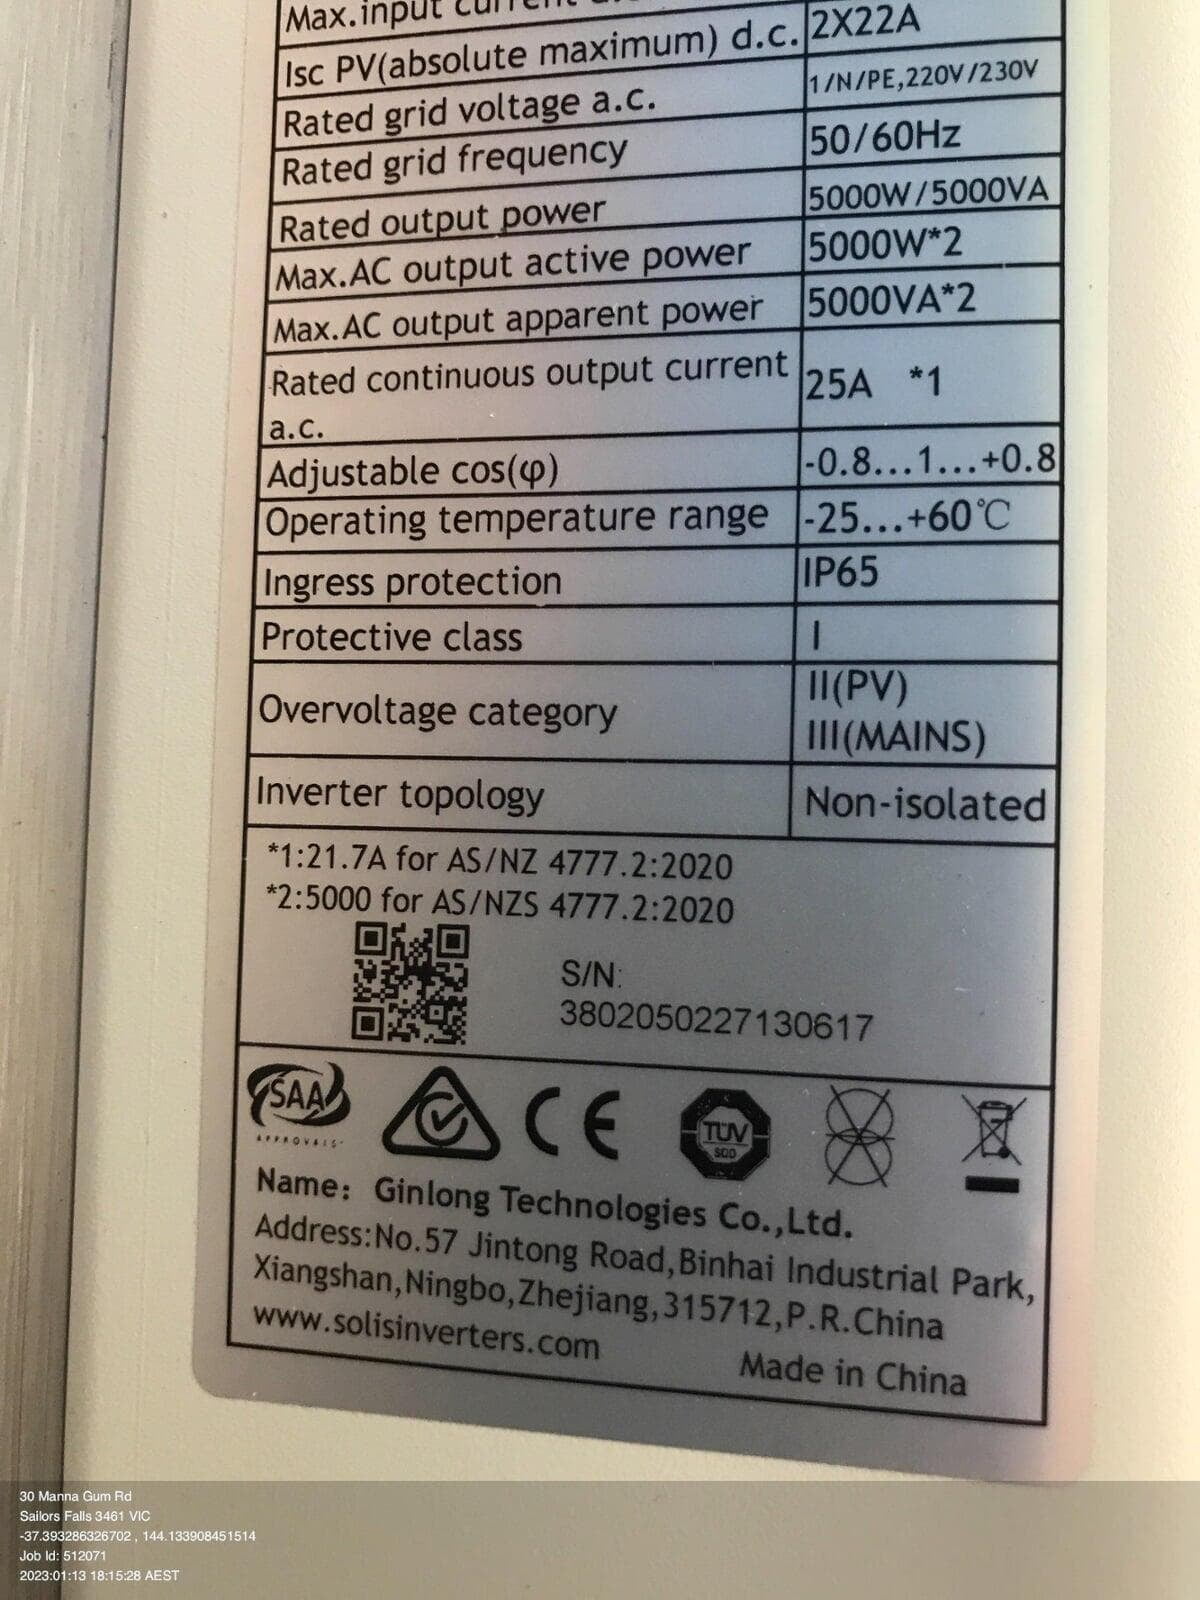 Max.input current
Isc PV(absolute maximum) d.c. 2X22A
Rated grid voltage a.c. 1/N/PE,220V/230V
Rated grid frequency 50/60Hz
Rated output power 5000W/5000VA
Max.AC output active power 5000W*2
Max.AC output apparent power 5000VA*2
Rated continuous output current 25A *1
a.c.
Adjustable cos(φ) -0.8...1...+0.8
Operating temperature range -25...+60℃
Ingress protection IP65
Protective class I
Overvoltage category II(PV)
III(MAINS)
Inverter topology Non-isolated
*1:21.7A for AS/NZ 4777.2:2020
*2:5000 for AS/NZS 4777.2:2020
S/N:
3802050227130617
SAA
APPROVALS
CE
TÜV
SÜD
Name: Ginlong Technologies Co.,Ltd.
Address:No.57 Jintong Road,Binhai Industrial Park,
Xiangshan,Ningbo,Zhejiang,315712,P.R.China
www.solisinverters.com
Made in China
30 Manna Gum Rd
Sailors Falls 3461 VIC
-37.393286326702 , 144.133908451514
Job Id: 512071
2023:01:13 18:15:28 AEST